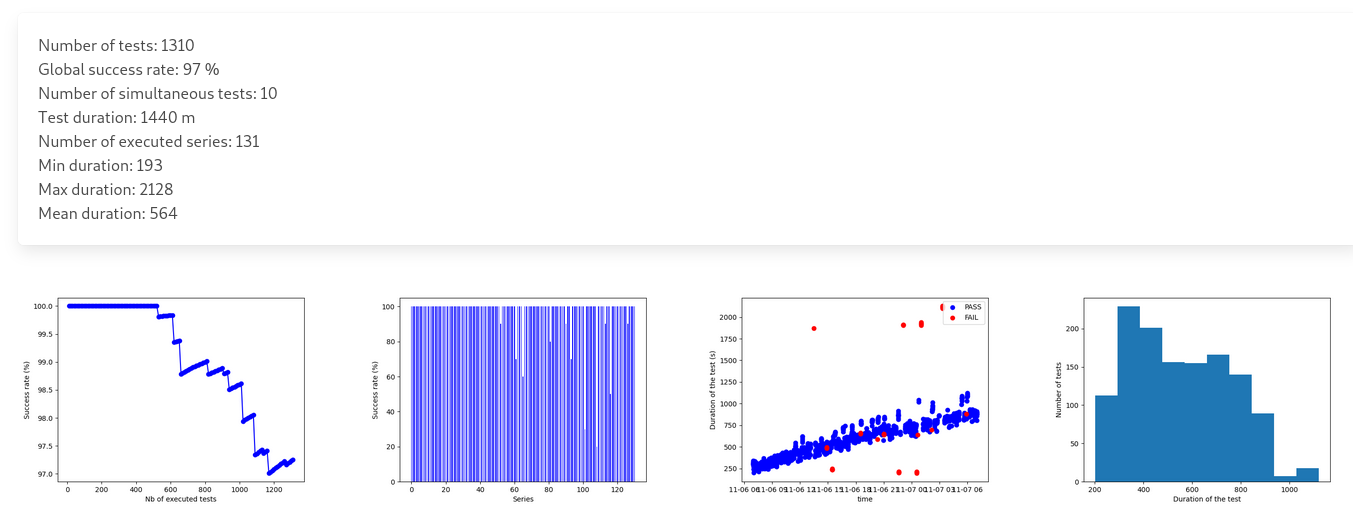 Number of tests: 1310
Global success rate: 97 %
Number of simultaneous tests: 10
Test duration: 1440 m
Number of executed series: 131
Min duration: 193
Max duration: 2128
Mean duration: 564
100.0
99.5
99.0
98.5
98.0
97.5
97.0
Success rate (%)
0 200 400 600 800 1000 1200
Nb of executed tests
100
80
60
40
20
0
Success rate (%)
0 20 40 60 80 100 120
Series
PASS
FAIL
2000
1750
1500
1250
1000
750
500
250
Duration of the test (s)
11-06 06 11-06 09 11-06 12 11-06 15 11-06 18 11-06 21 11-07 00 11-07 03 11-07 06
time
200
150
100
50
0
Number of tests
200 400 600 800 1000
Duration of the test